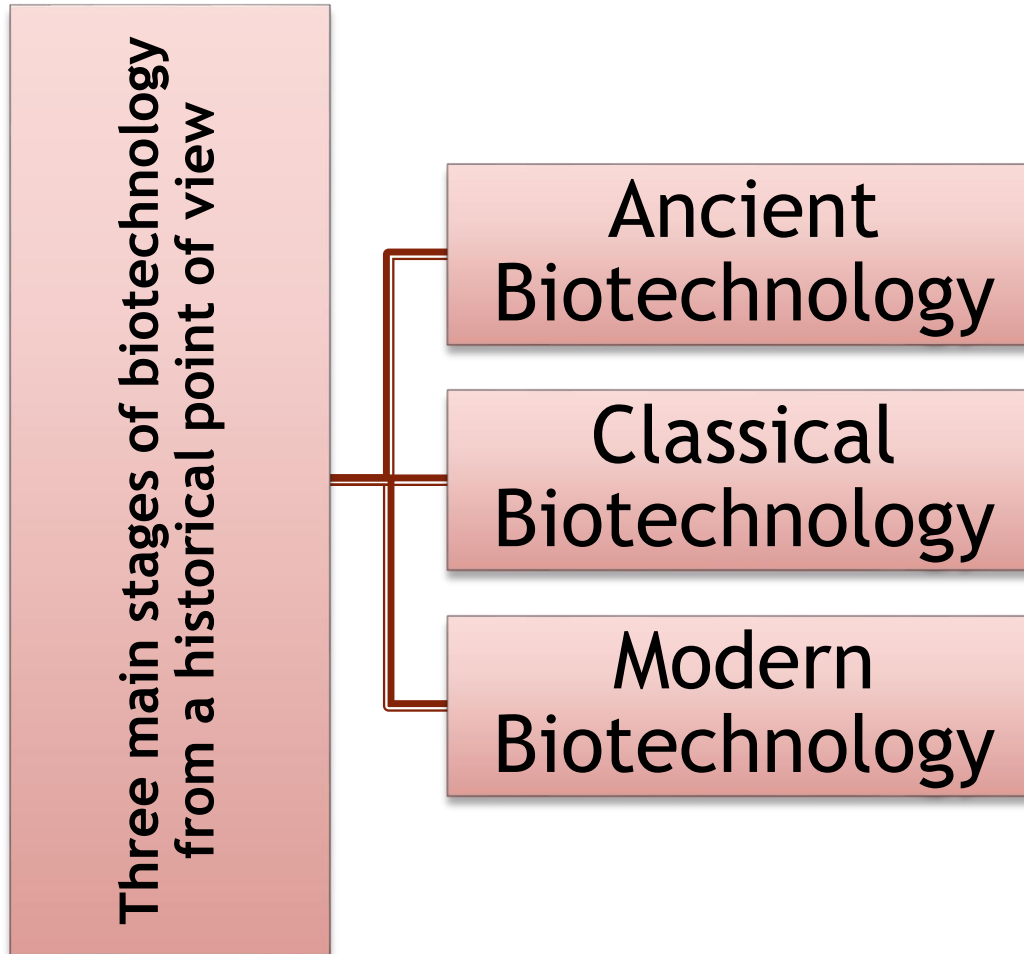 Three main stages of biotechnology
from a historical point of view
Ancient
Biotechnology
Classical
Biotechnology
Modern
Biotechnology